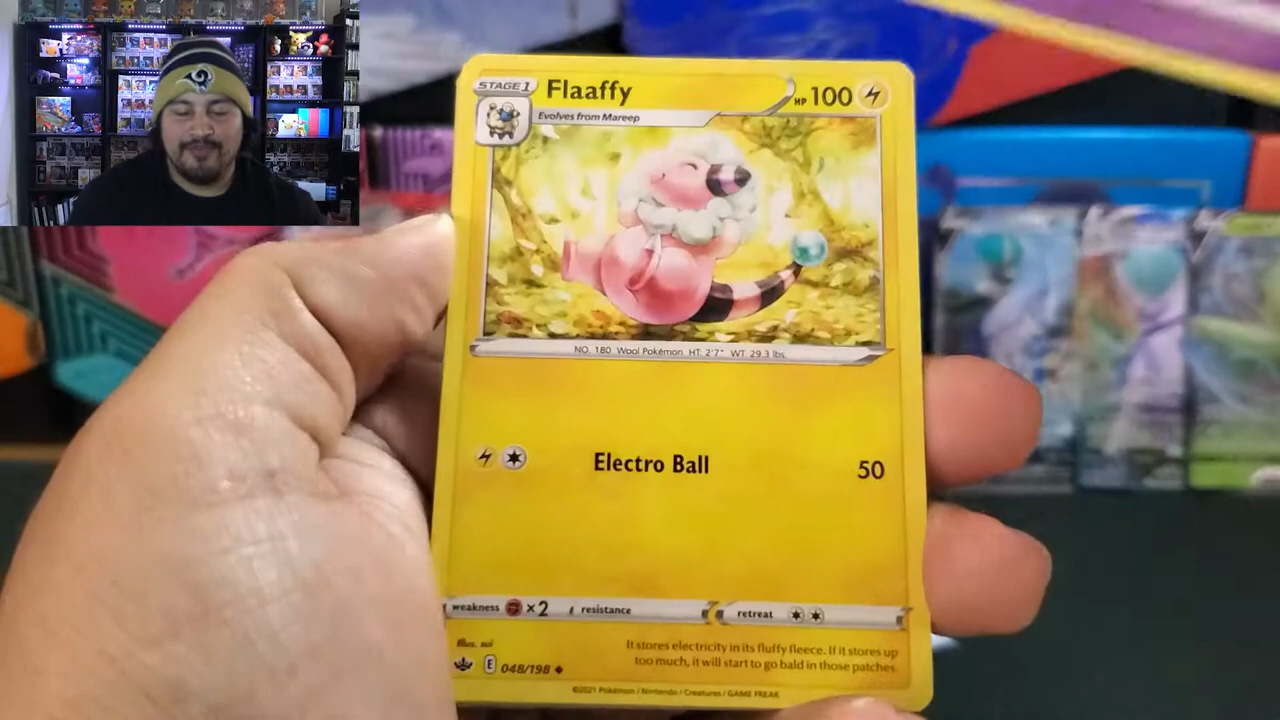 STAGE 1
Flaaffy
HP 100
Evolves from Mareep
NO. 180 Wool Pokémon HT: 2'7" WT: 29.3 lbs.
Electro Ball 50
weakness ×2 resistance retreat
Illus. sui
It stores electricity in its fluffy fleece. If it stores up
too much, it will start to go bald in those patches.
E 048/198
©2021 Pokémon / Nintendo / Creatures / GAME FREAK